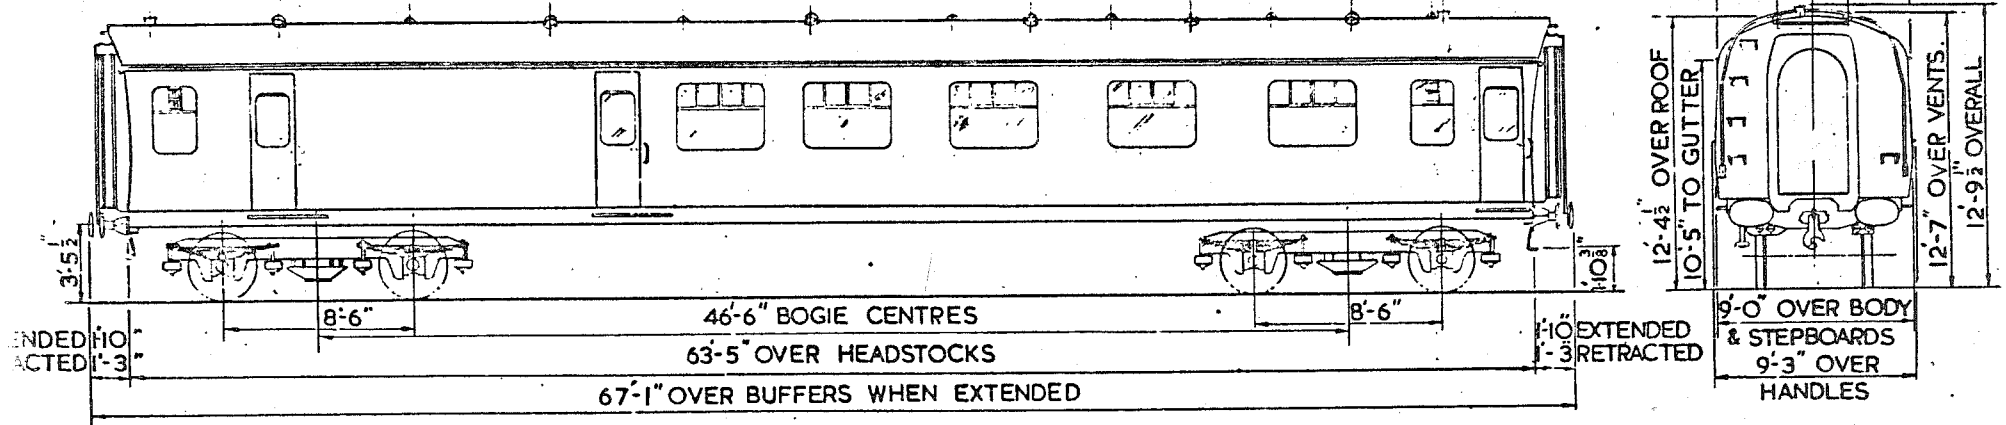 3'-5½"
8'-6"
46'-6" BOGIE CENTRES
8'-6"
1'-10⅜"
ENDED 1'-10"
ACTED 1'-3"
63'-5" OVER HEADSTOCKS
1'-10 EXTENDED
1'-3 RETRACTED
67'-1" OVER BUFFERS WHEN EXTENDED
12'-4½" OVER ROOF
10'-5" TO GUTTER
12'-7" OVER VENTS.
12'-9½" OVERALL
9'-0" OVER BODY
& STEPBOARDS
9'-3" OVER
HANDLES